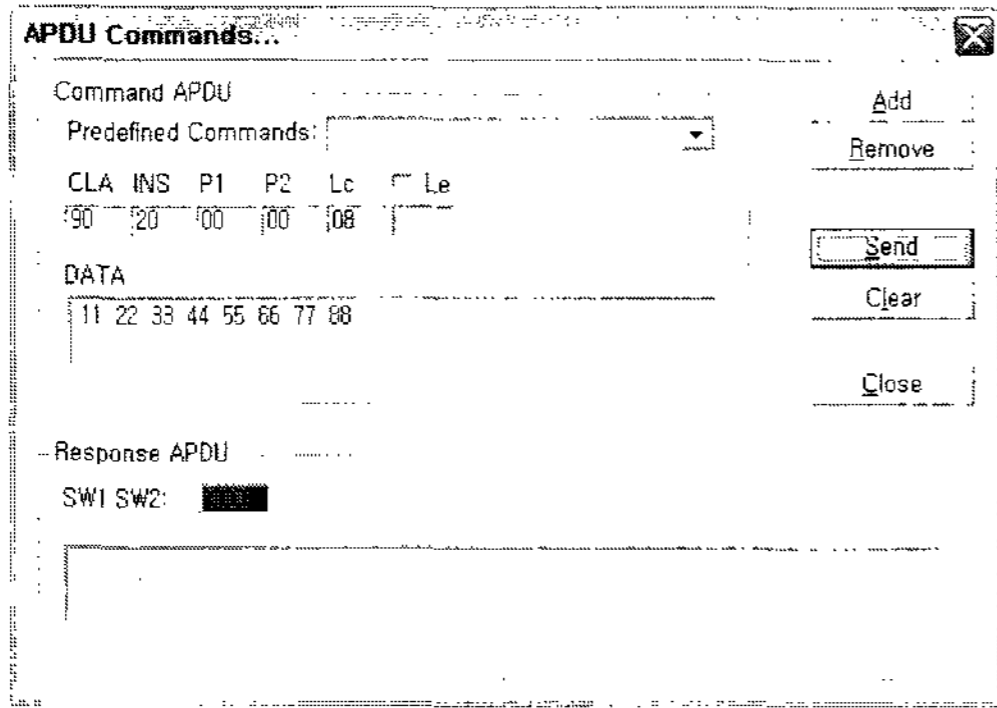 APDU Commands...
Command APDU
Predefined Commands:
Add
Remove
CLA INS P1 P2 Lc Le
90 20 00 00 08
Send
DATA
Clear
11 22 33 44 55 66 77 88
Close
Response APDU
SW1 SW2: